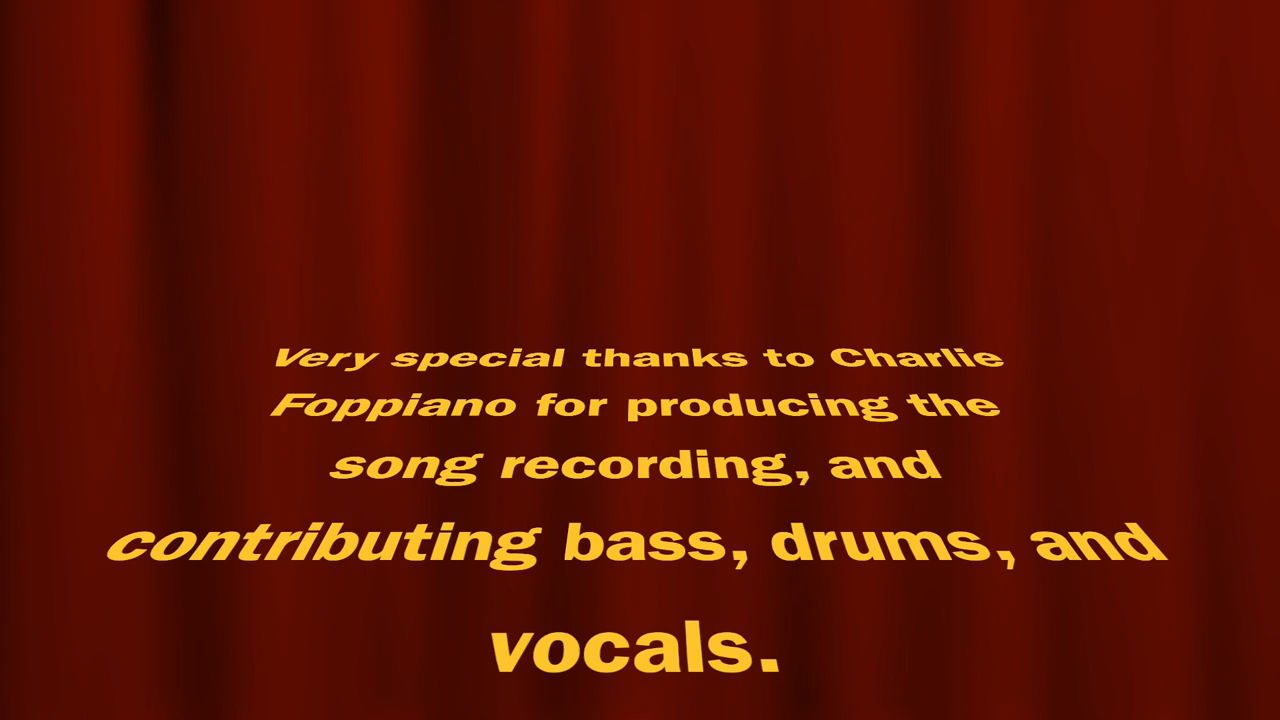 Very special thanks to Charlie
Foppiano for producing the
song recording, and
contributing bass, drums, and
vocals.